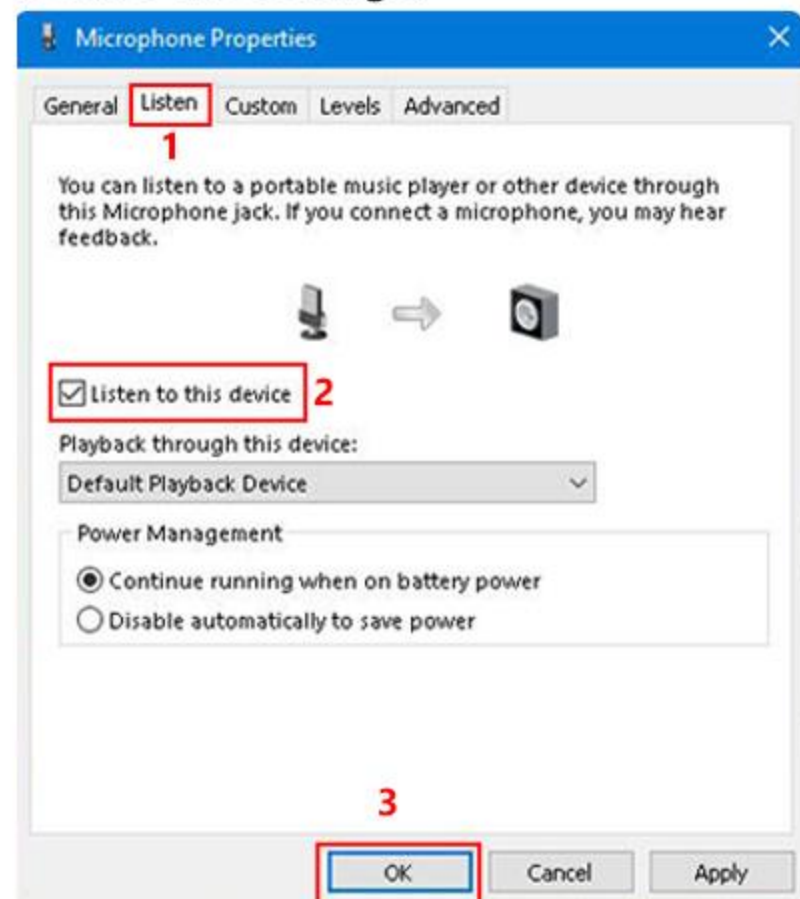 Microphone Properties
General Listen Custom Levels Advanced
1
You can listen to a portable music player or other device through
this Microphone jack. If you connect a microphone, you may hear
feedback.
Listen to this device 2
Playback through this device:
Default Playback Device
Power Management
Continue running when on battery power
Disable automatically to save power
3
OK Cancel Apply